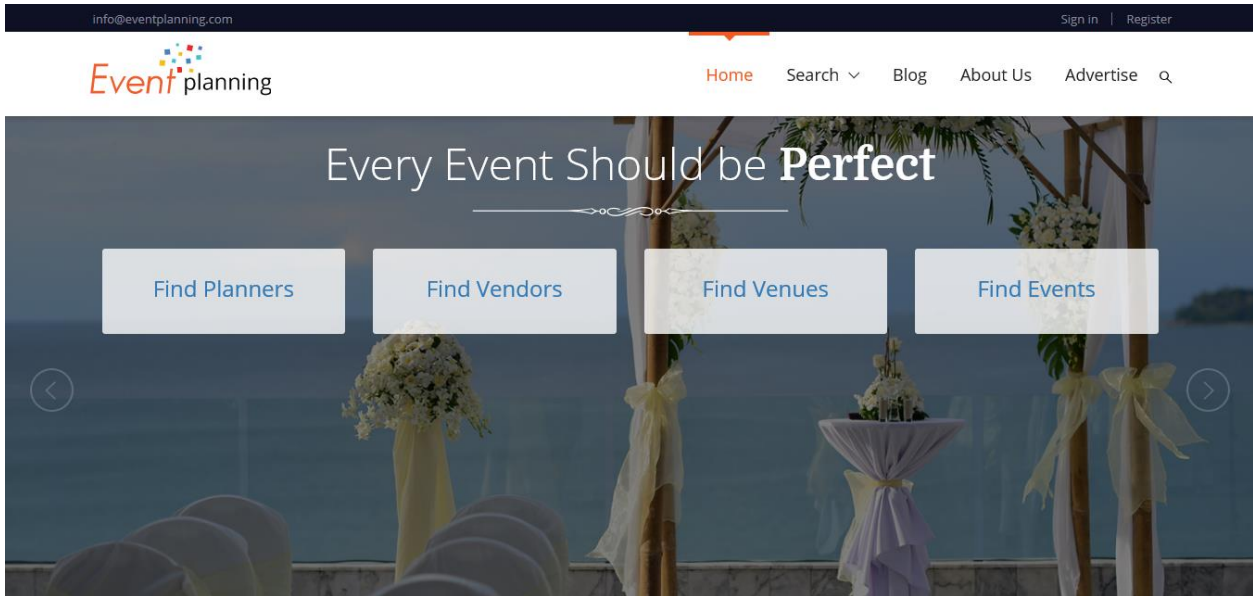 info@eventplanning.com
Sign in | Register
Event planning
Home Search Blog About Us Advertise
Every Event Should be Perfect
Find Planners Find Vendors Find Venues Find Events